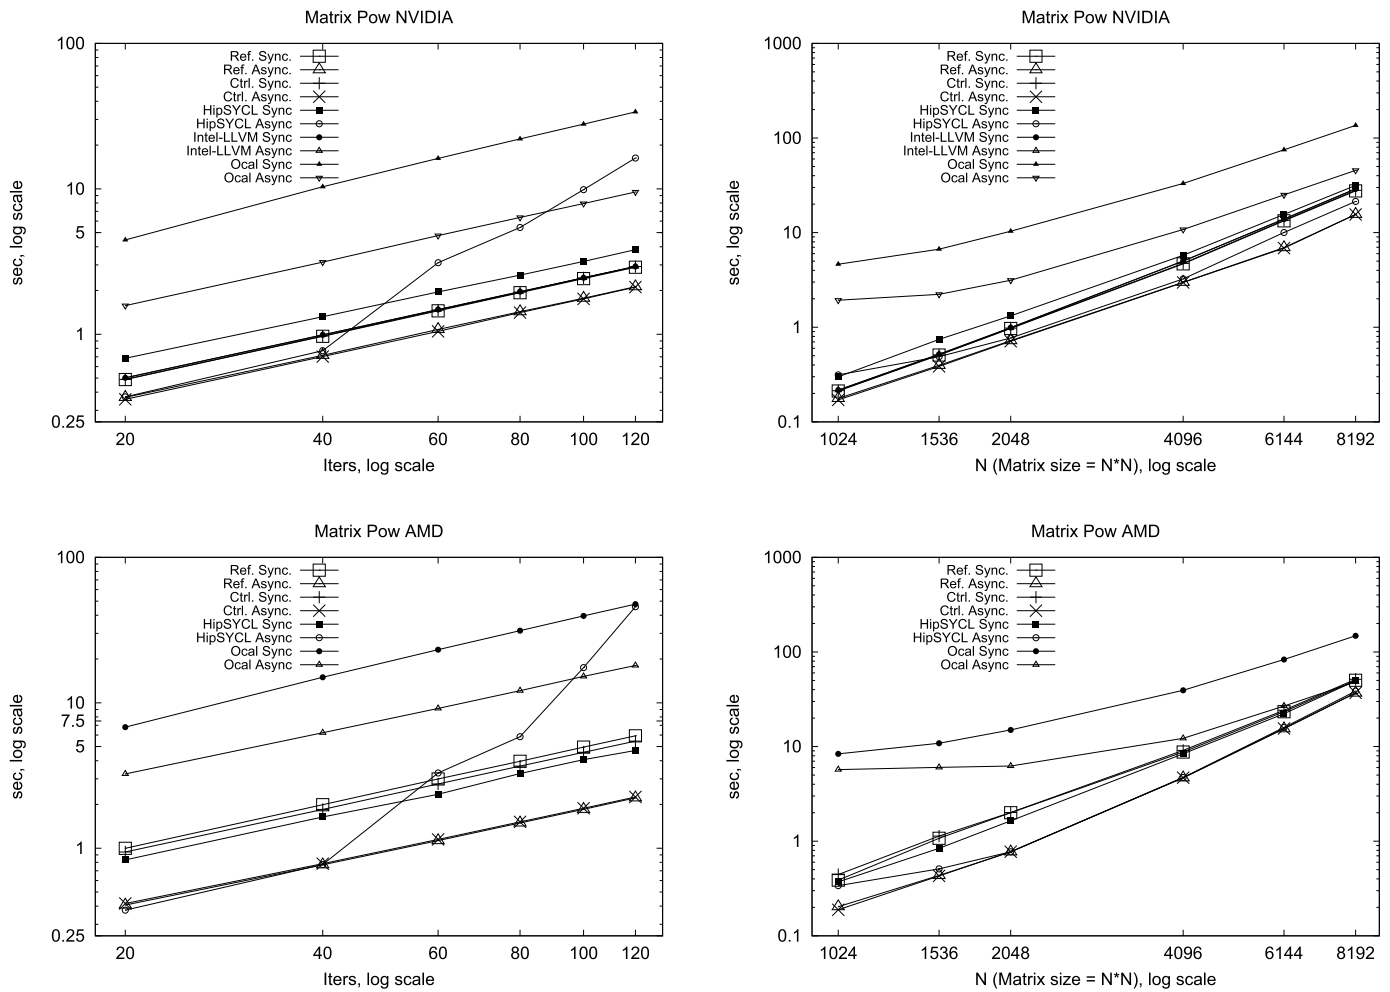 Matrix Pow NVIDIA
100
10
5
1
0.25
sec, log scale
Ref. Sync.
Ref. Async.
Ctrl. Sync.
Ctrl. Async.
HipSYCL Sync
HipSYCL Async
Intel-LLVM Sync
Intel-LLVM Async
Ocal Sync
Ocal Async
20 40 60 80 100 120
Iters, log scale
Matrix Pow NVIDIA
1000
100
10
1
0.1
sec, log scale
Ref. Sync.
Ref. Async.
Ctrl. Sync.
Ctrl. Async.
HipSYCL Sync
HipSYCL Async
Intel-LLVM Sync
Intel-LLVM Async
Ocal Sync
Ocal Async
1024 1536 2048 4096 6144 8192
N (Matrix size = N*N), log scale
Matrix Pow AMD
100
10
7.5
5
1
0.25
sec, log scale
Ref. Sync.
Ref. Async.
Ctrl. Sync.
Ctrl. Async.
HipSYCL Sync
HipSYCL Async
Ocal Sync
Ocal Async
20 40 60 80 100 120
Iters, log scale
Matrix Pow AMD
1000
100
10
1
0.1
sec, log scale
Ref. Sync.
Ref. Async.
Ctrl. Sync.
Ctrl. Async.
HipSYCL Sync
HipSYCL Async
Ocal Sync
Ocal Async
1024 1536 2048 4096 6144 8192
N (Matrix size = N*N), log scale